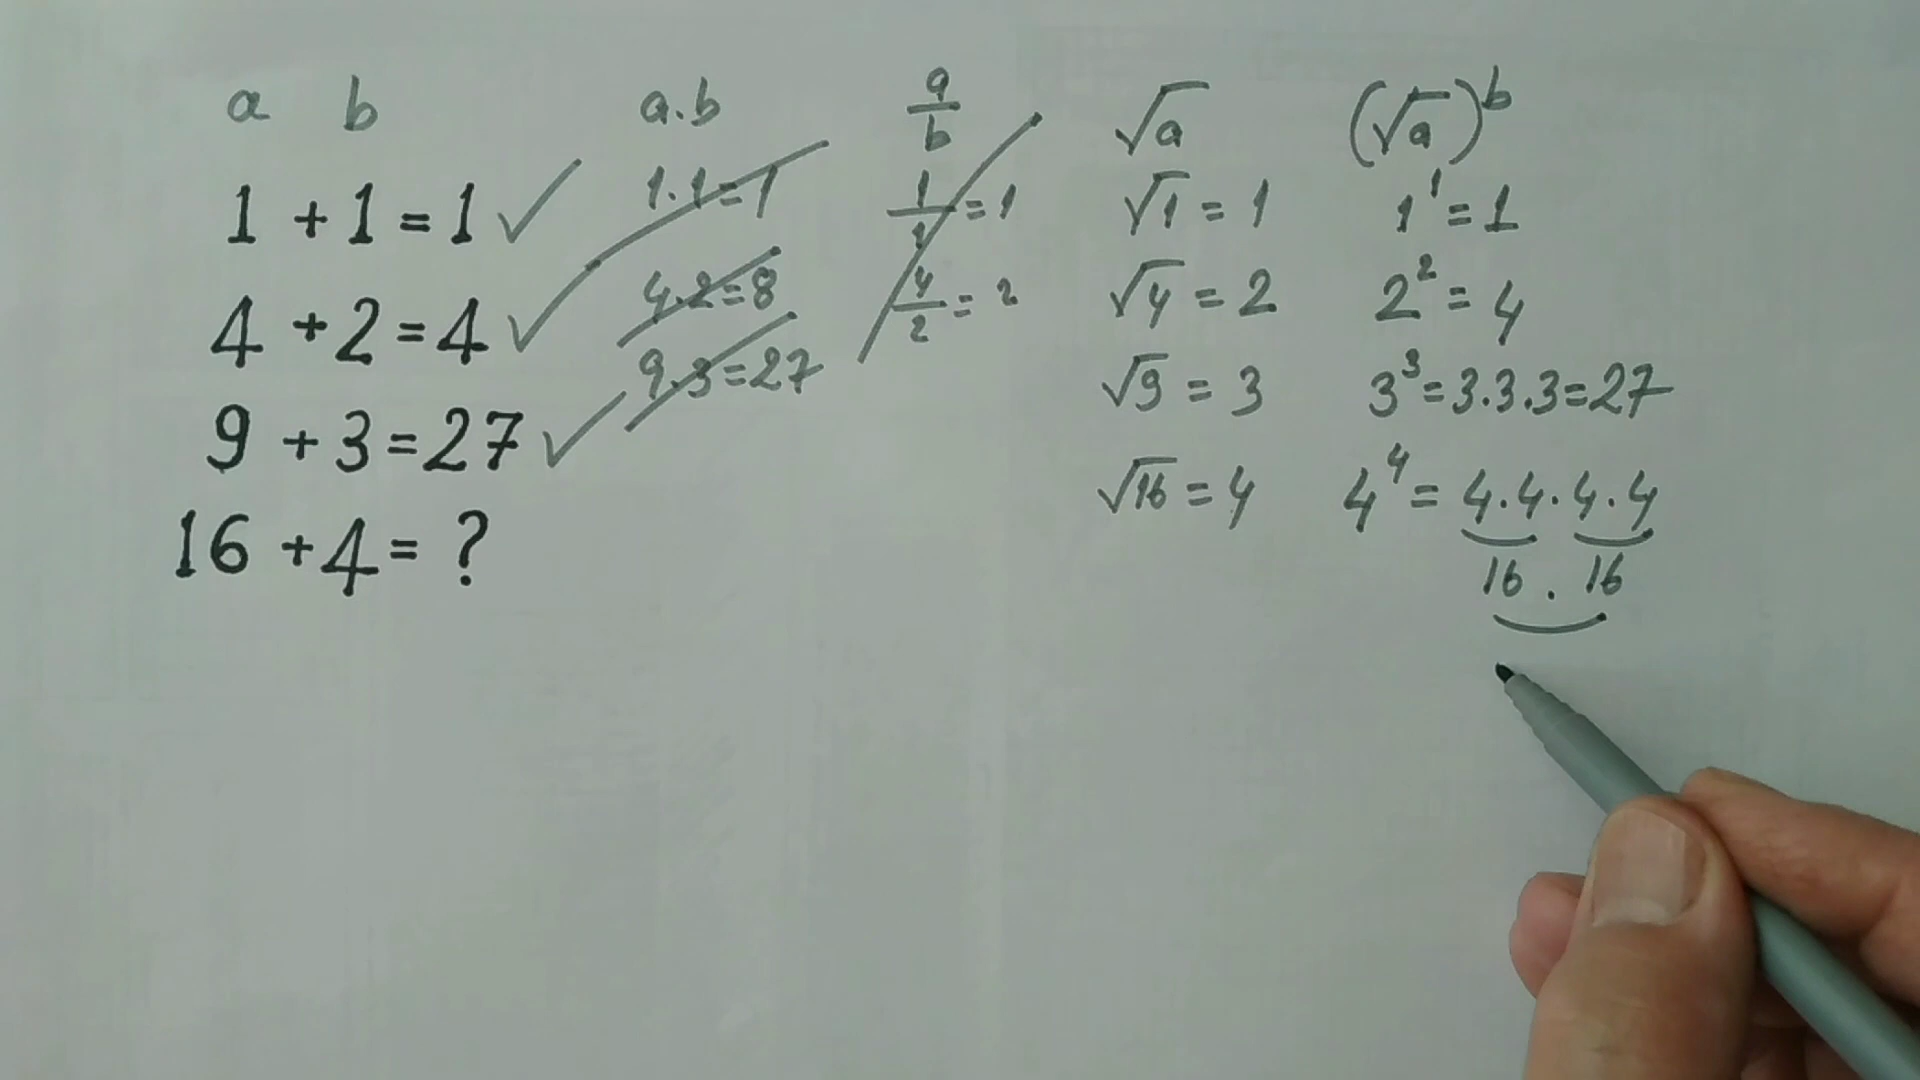 a b
1 + 1 = 1 ✓
4 + 2 = 4 ✓
9 + 3 = 27 ✓
16 + 4 = ?
a.b
1.1=1
4.2=8
9.3=27
a/b
1/1 = 1
4/2 = 2
√a
√1 = 1
√4 = 2
√9 = 3
√16 = 4
(√a)^b
1^1 = 1
2^2 = 4
3^3 = 3.3.3 = 27
4^4 = 4.4.4.4
16 . 16